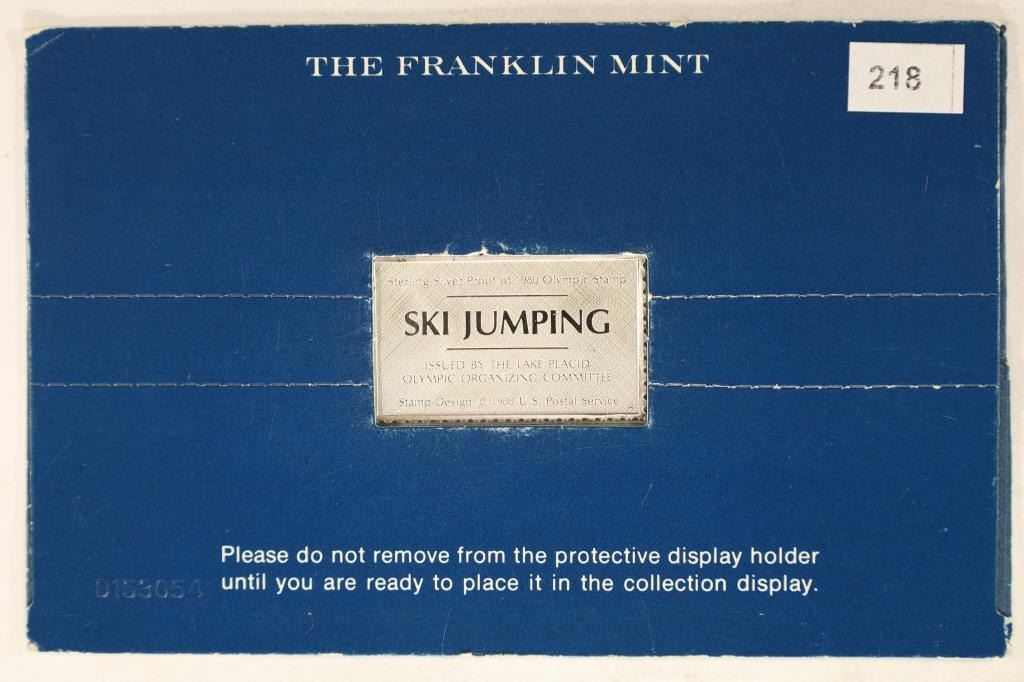 THE FRANKLIN MINT
218
Sterling Silver Proof of 1980 Olympic Stamp
SKI JUMPING
ISSUED BY THE LAKE PLACID
OLYMPIC ORGANIZING COMMITTEE
Stamp Design © 1980 U.S. Postal Service
Please do not remove from the protective display holder
until you are ready to place it in the collection display.
D153054